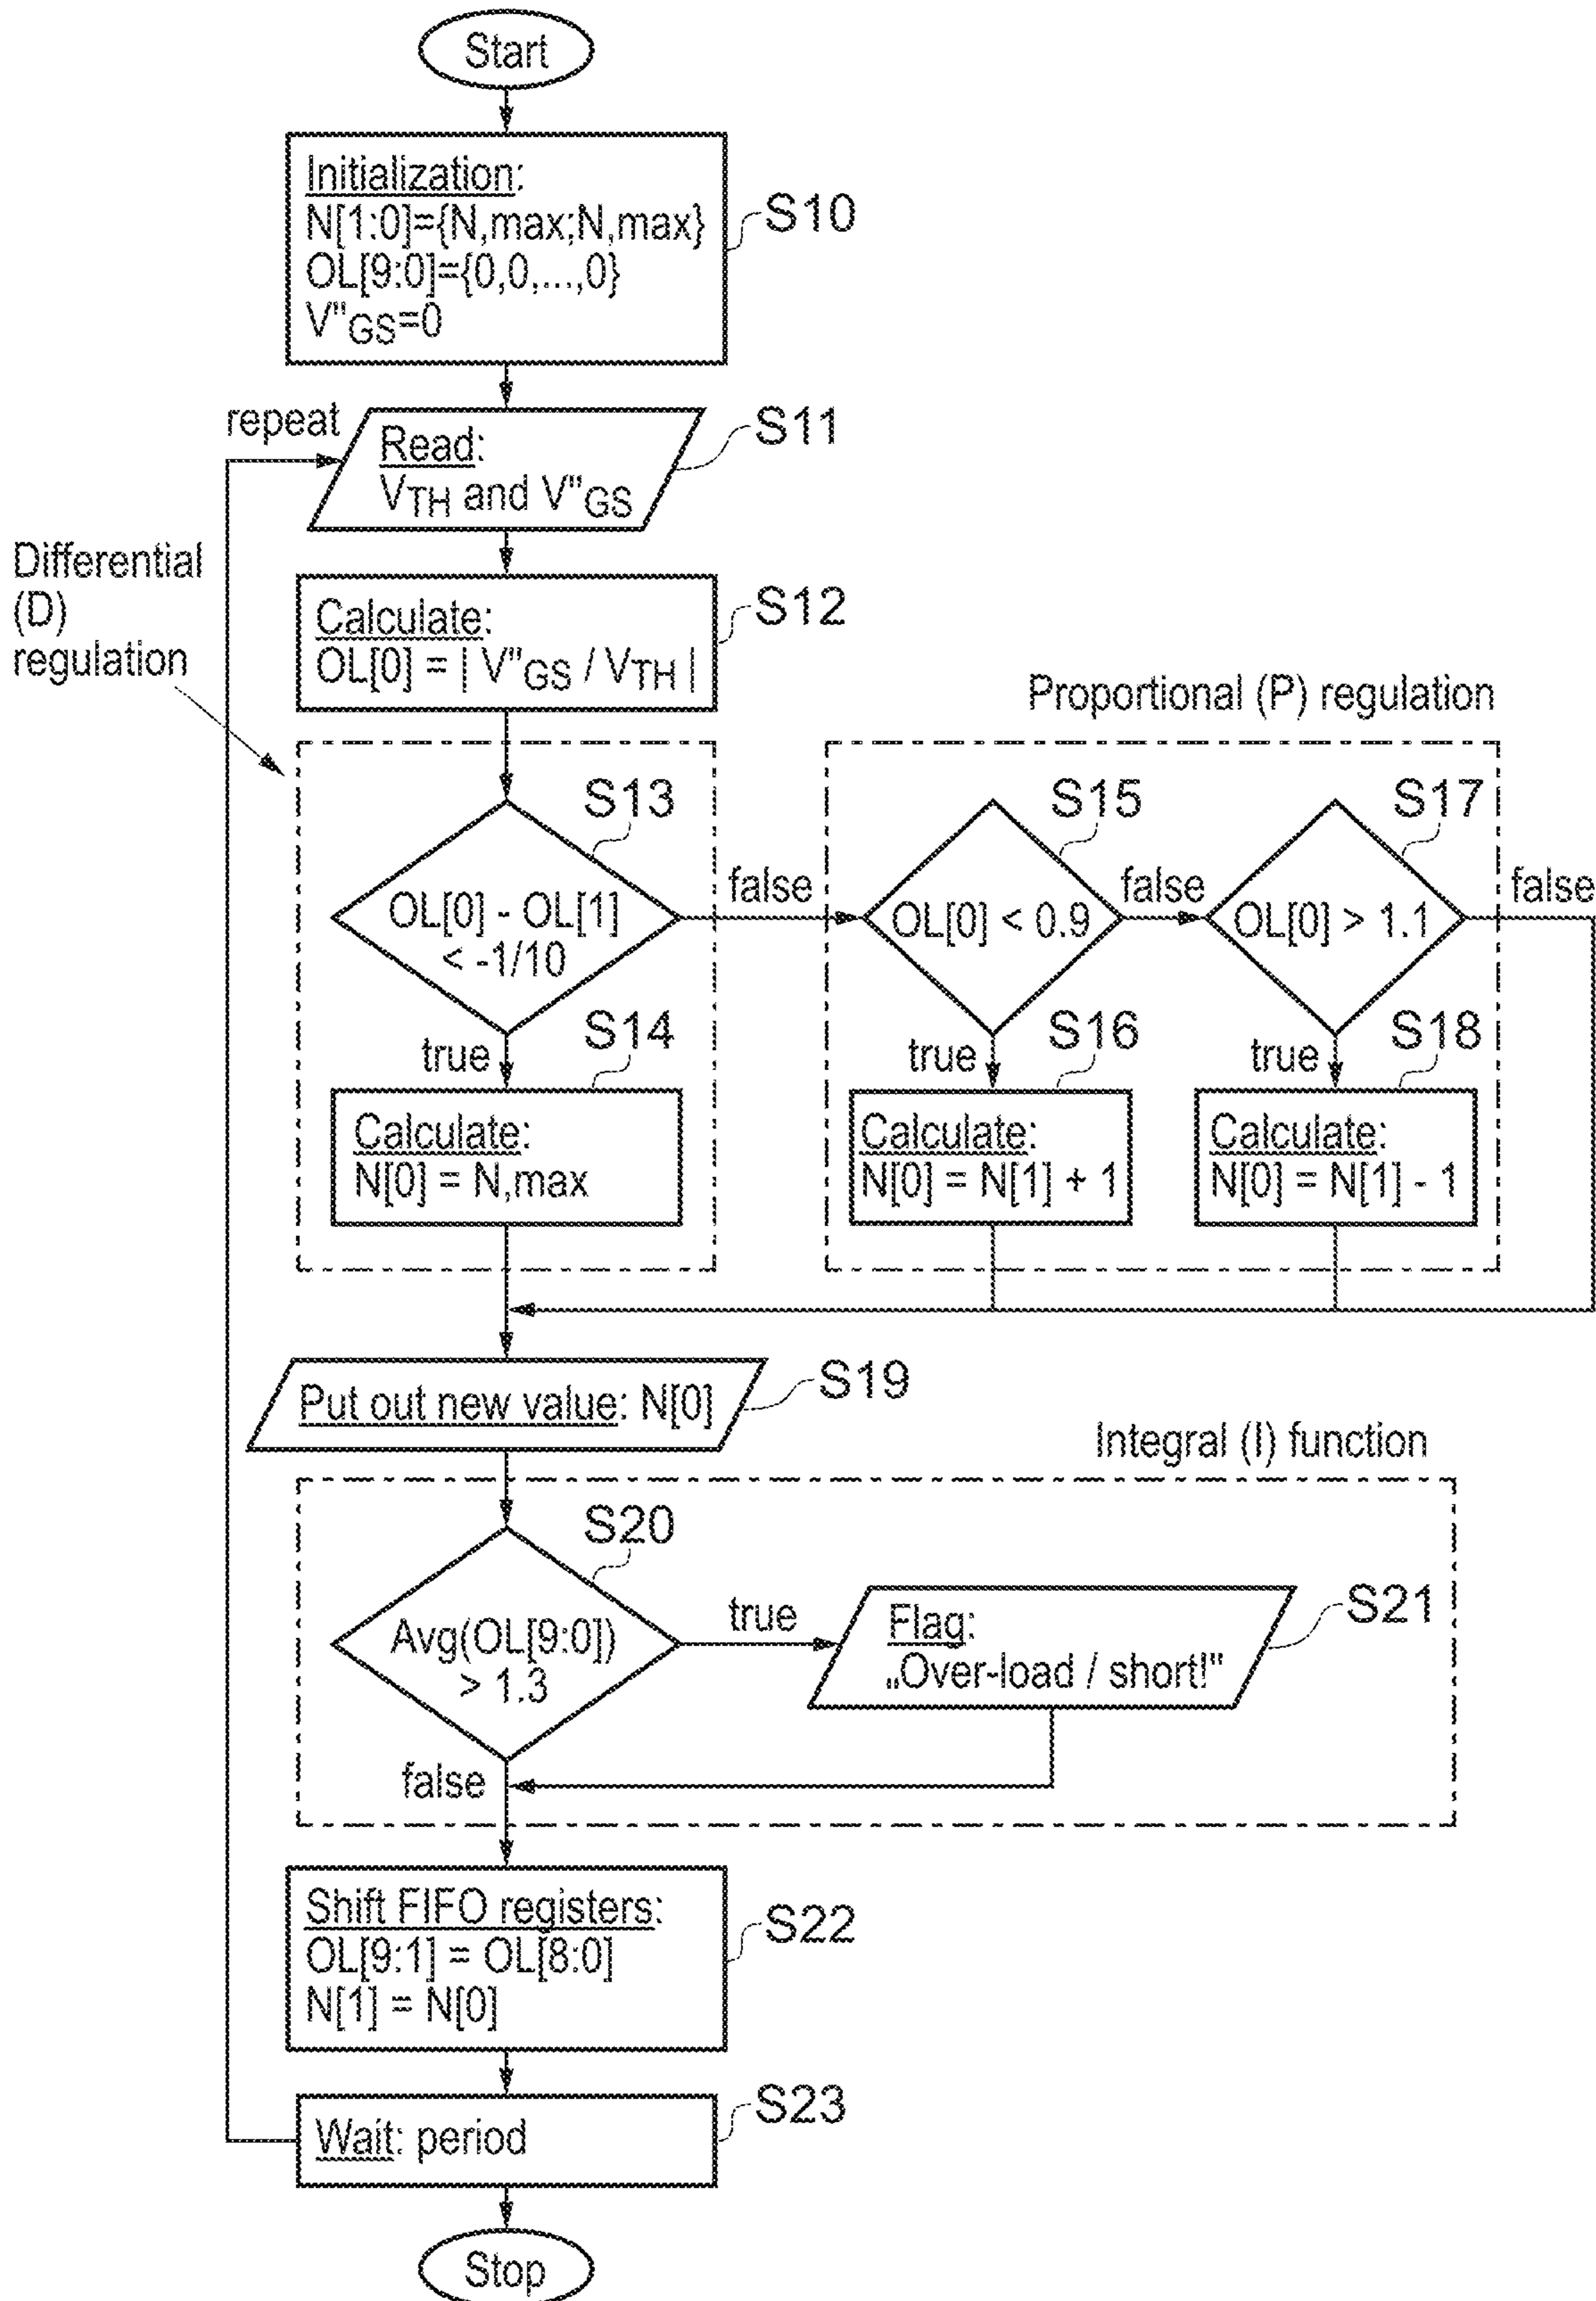 Start
Initialization:
N[1:0]={N,max;N,max}
OL[9:0]={0,0,...,0}
V"GS=0
S10
repeat
Read:
VTH and V"GS
S11
Differential
(D)
regulation
Calculate:
OL[0] = | V"GS / VTH |
S12
Proportional (P) regulation
S13
OL[0] - OL[1]
< -1/10
false
S15
OL[0] < 0.9
false
S17
OL[0] > 1.1
false
true
S14
Calculate:
N[0] = N,max
true
S16
Calculate:
N[0] = N[1] + 1
true
S18
Calculate:
N[0] = N[1] - 1
Put out new value: N[0]
S19
Integral (I) function
S20
Avg(OL[9:0])
> 1.3
true
Flag:
„Over-load / short!"
S21
false
Shift FIFO registers:
OL[9:1] = OL[8:0]
N[1] = N[0]
S22
Wait: period
S23
Stop